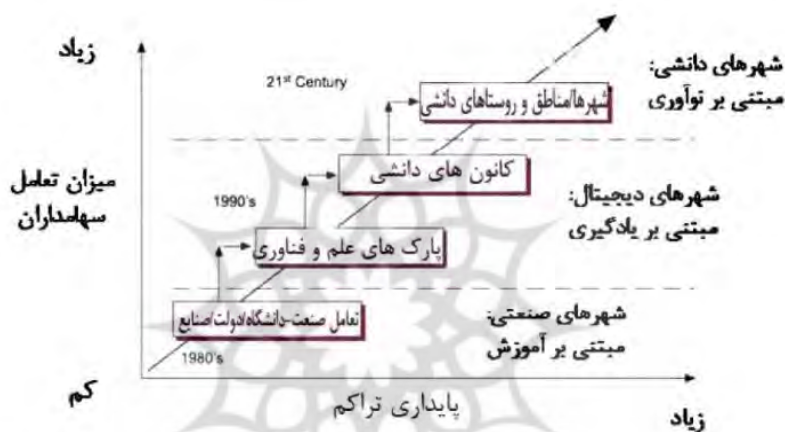 زیاد
21st Century
شهرهای دانشی:
مبتنی بر نوآوری
شهرها/مناطق و روستاهای دانشی
کانون های دانشی
میزان تعامل
سهامداران
1990's
شهرهای دیجیتال:
مبتنی بر یادگیری
پارک های علم و فناوری
تعامل صنعت-دانشگاه/دولت/صنایع
شهرهای صنعتی:
مبتنی بر آموزش
1980's
کم
پایداری تراکم
زیاد